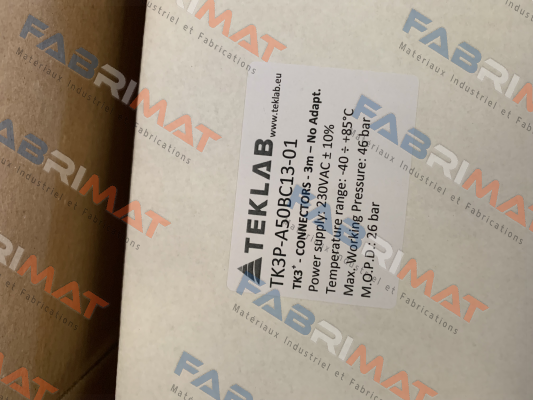 TEKLAB
www.teklab.eu
TK3P-A50BC13-01
TK3+ - CONNECTORS - 3m – No Adapt.
Power supply: 230VAC ± 10%
Temperature range: -40 ÷ +85°C
Max. Working Pressure: 46 bar
M.O.P.D.: 26 bar
FABRIMAT
Matériaux Industriel et Fabrications